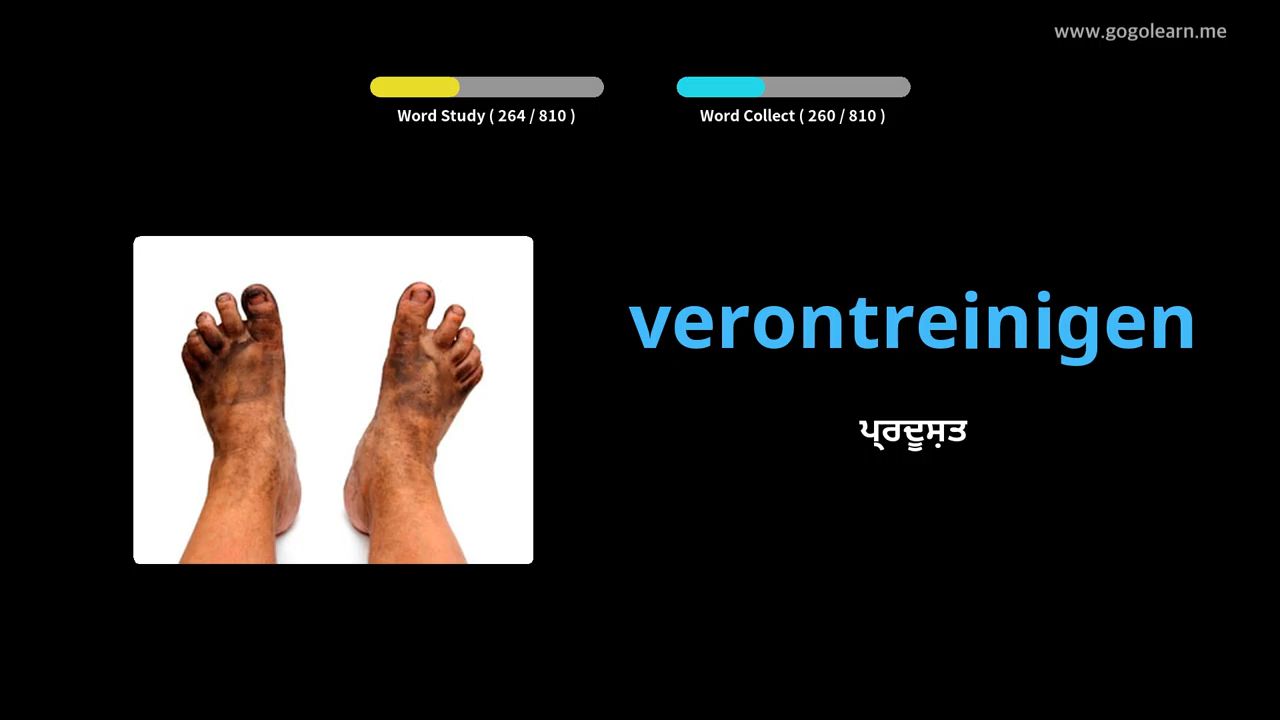 www.gogolearn.me
Word Study ( 264 / 810 )
Word Collect ( 260 / 810 )
verontreinigen
ਪ੍ਰਦੂਸ਼ਤ